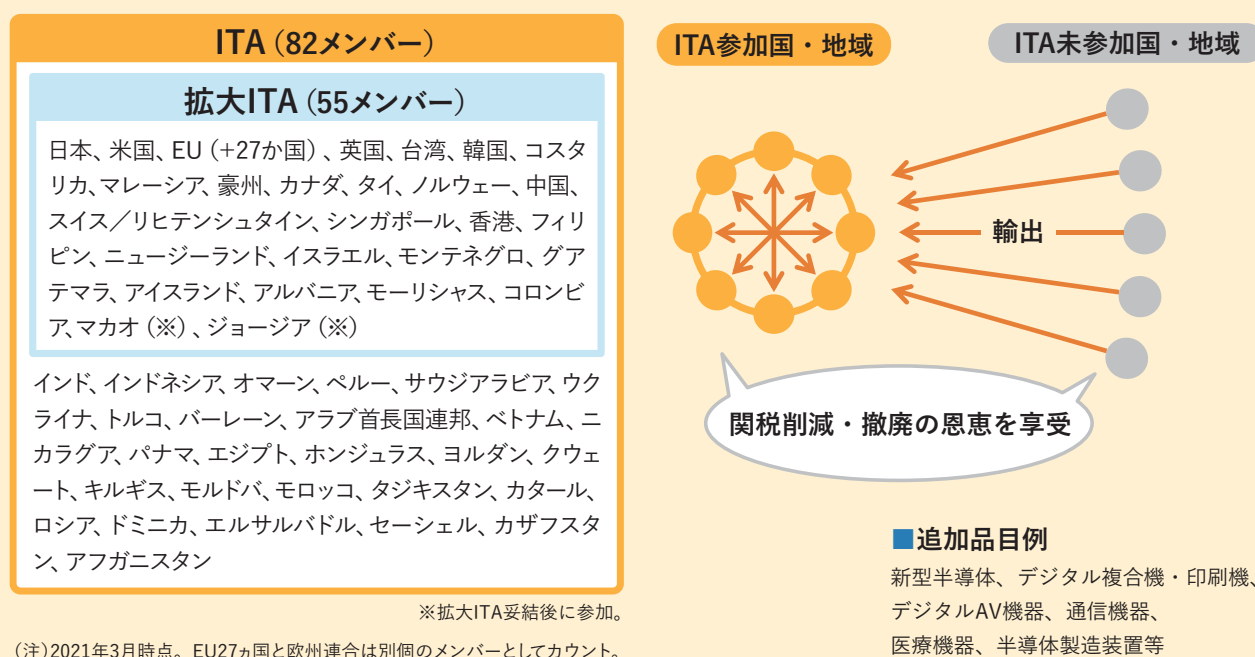 ITA（82メンバー）
拡大ITA（55メンバー）
日本、米国、EU（+27か国）、英国、台湾、韓国、コスタ
リカ、マレーシア、豪州、カナダ、タイ、ノルウェー、中国、
スイス／リヒテンシュタイン、シンガポール、香港、フィリ
ピン、ニュージーランド、イスラエル、モンテネグロ、グア
テマラ、アイスランド、アルバニア、モーリシャス、コロンビ
ア、マカオ（※）、ジョージア（※）
インド、インドネシア、オマーン、ペルー、サウジアラビア、ウク
ライナ、トルコ、バーレーン、アラブ首長国連邦、ベトナム、ニ
カラグア、パナマ、エジプト、ホンジュラス、ヨルダン、クウェ
ート、キルギス、モルドバ、モロッコ、タジキスタン、カタール、
ロシア、ドミニカ、エルサルバドル、セーシェル、カザフスタ
ン、アフガニスタン
※拡大ITA妥結後に参加。
（注）2021年3月時点。EU27ヵ国と欧州連合は別個のメンバーとしてカウント。
ITA参加国・地域
ITA未参加国・地域
輸出
関税削減・撤廃の恩恵を享受
■追加品目例
新型半導体、デジタル複合機・印刷機、
デジタルAV機器、通信機器、
医療機器、半導体製造装置等